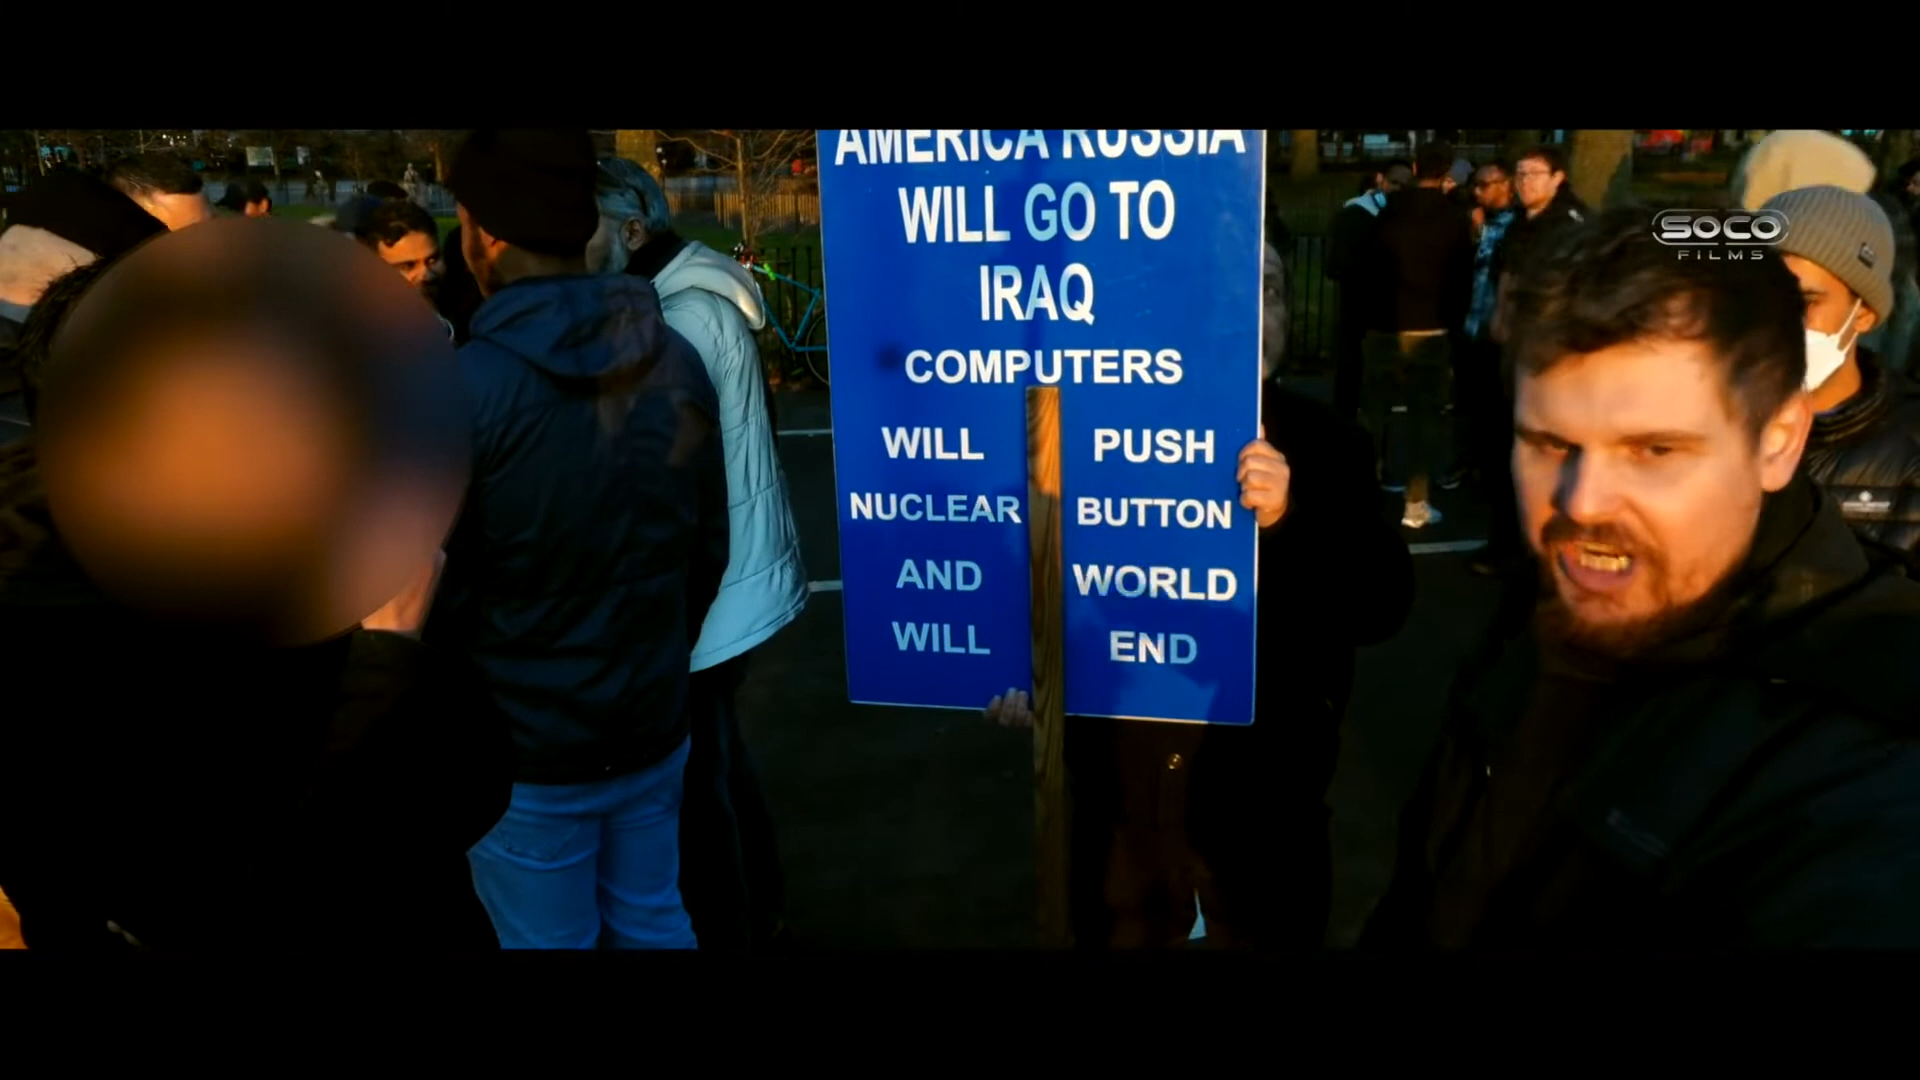 AMERICA RUSSIA
WILL GO TO
IRAQ
COMPUTERS
WILL PUSH
NUCLEAR BUTTON
AND WORLD
WILL END
SOCO
FILMS